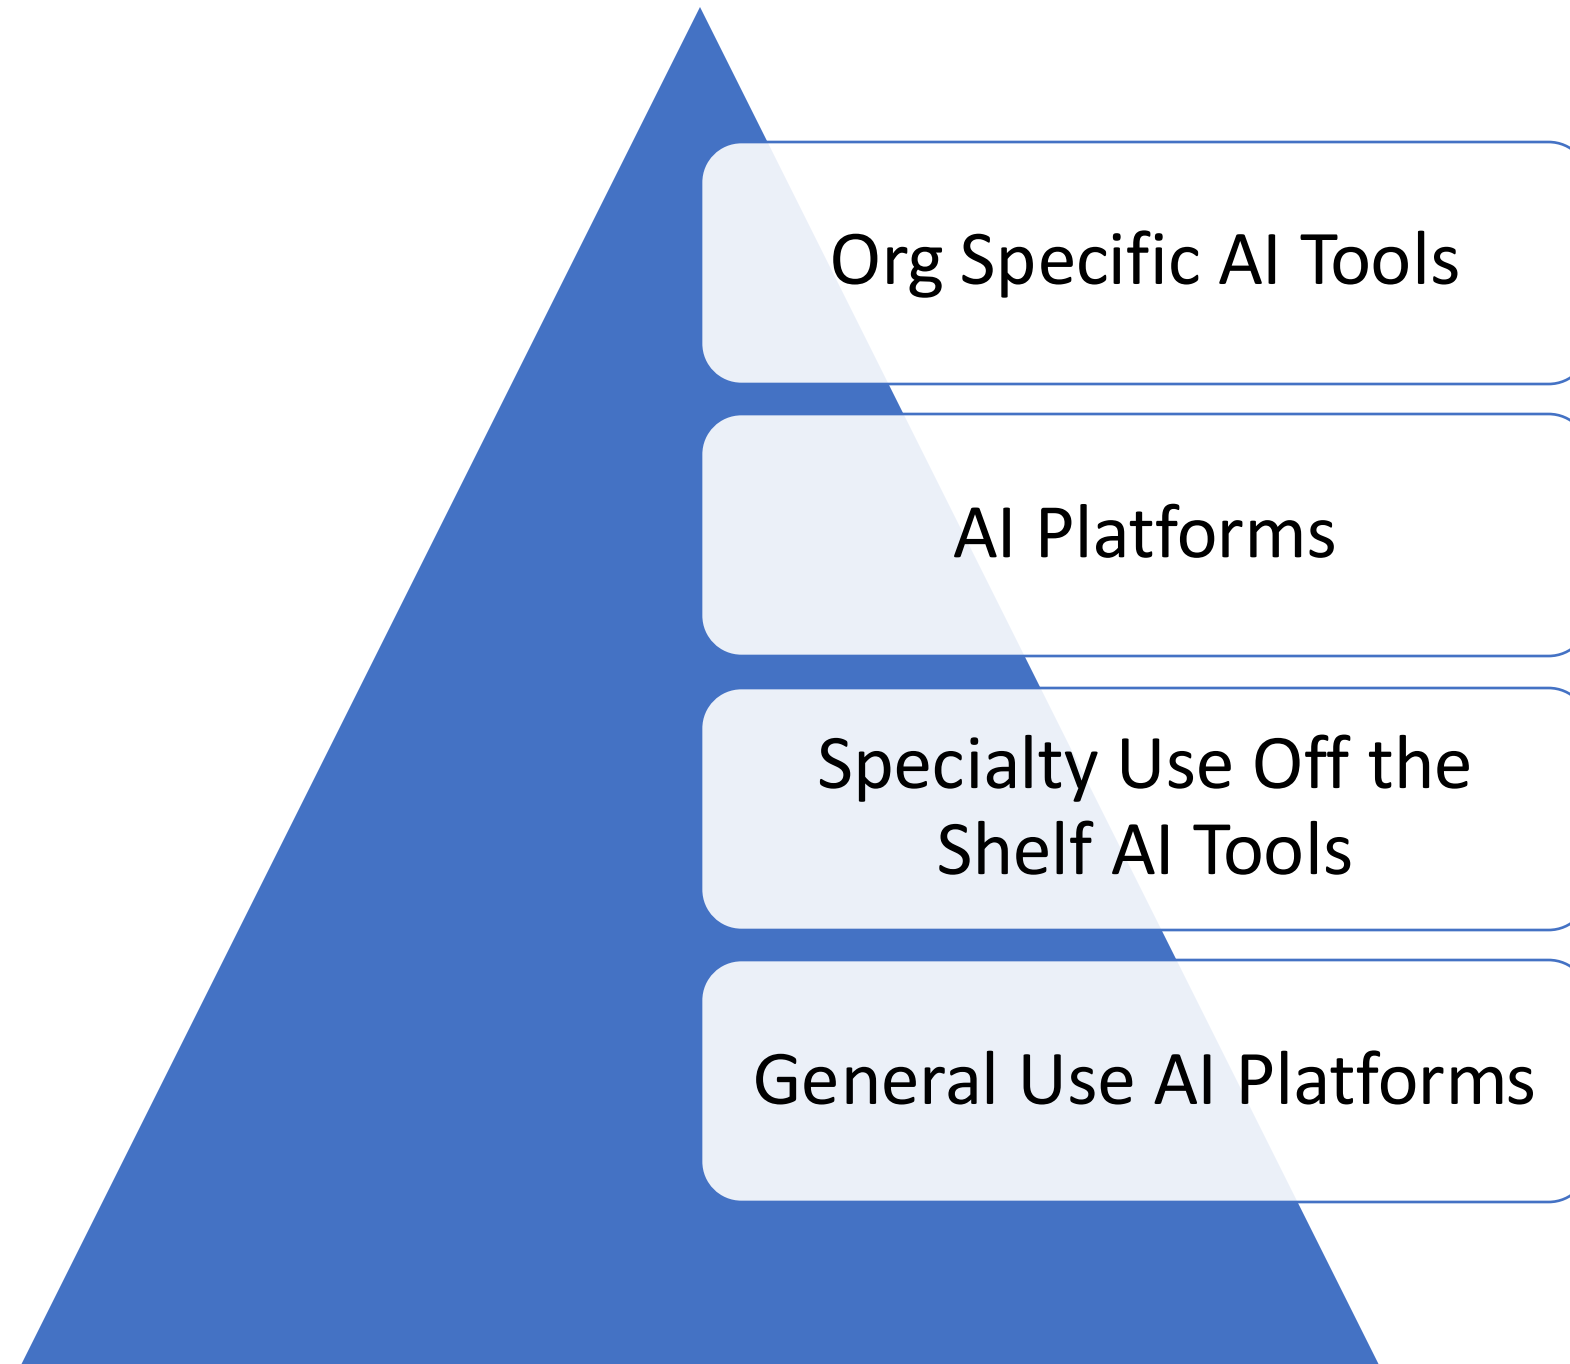 Org Specific AI Tools
AI Platforms
Specialty Use Off the
Shelf AI Tools
General Use AI Platforms